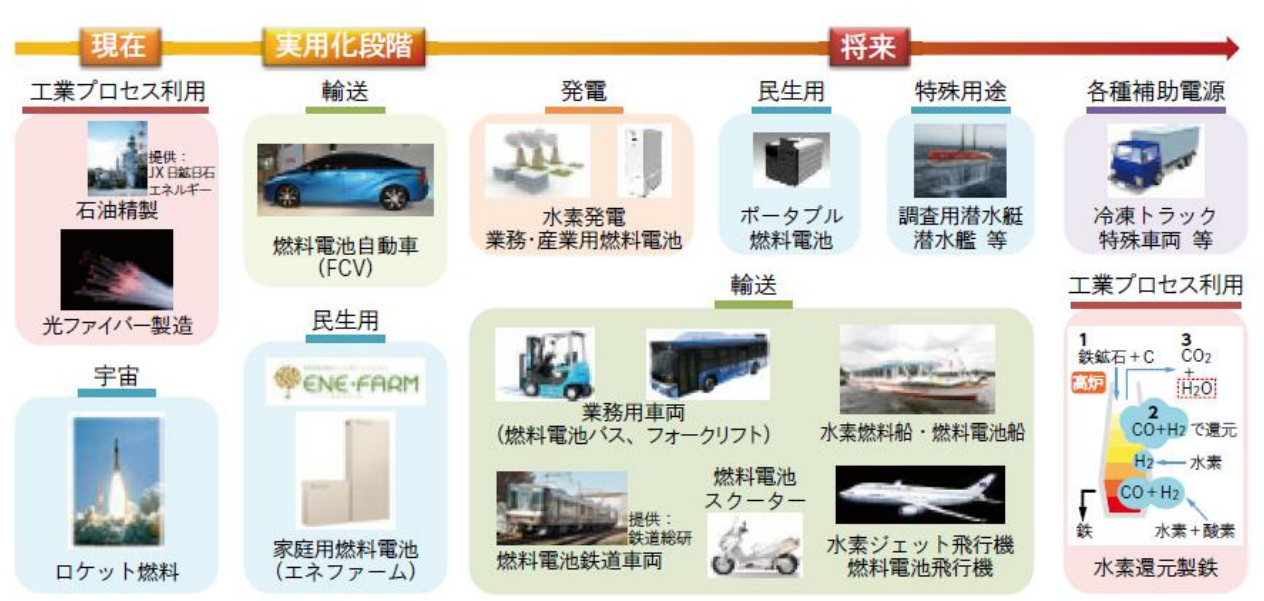 現在
実用化段階
将来
工業プロセス利用
提供：
JX日鉱日石
エネルギー
石油精製
光ファイバー製造
宇宙
ロケット燃料
輸送
燃料電池自動車
(FCV)
民生用
ENE・FARM
家庭用燃料電池
(エネファーム)
発電
水素発電
業務・産業用燃料電池
民生用
ポータブル
燃料電池
特殊用途
調査用潜水艇
潜水艦 等
各種補助電源
冷凍トラック
特殊車両 等
輸送
業務用車両
(燃料電池バス、フォークリフト)
水素燃料船・燃料電池船
提供：
鉄道総研
燃料電池鉄道車両
燃料電池
スクーター
水素ジェット飛行機
燃料電池飛行機
工業プロセス利用
1
鉄鉱石＋C
高炉
3
CO2
+
H2O
2
CO+H2で還元
H2
水素
CO+H2
鉄
水素＋酸素
水素還元製鉄